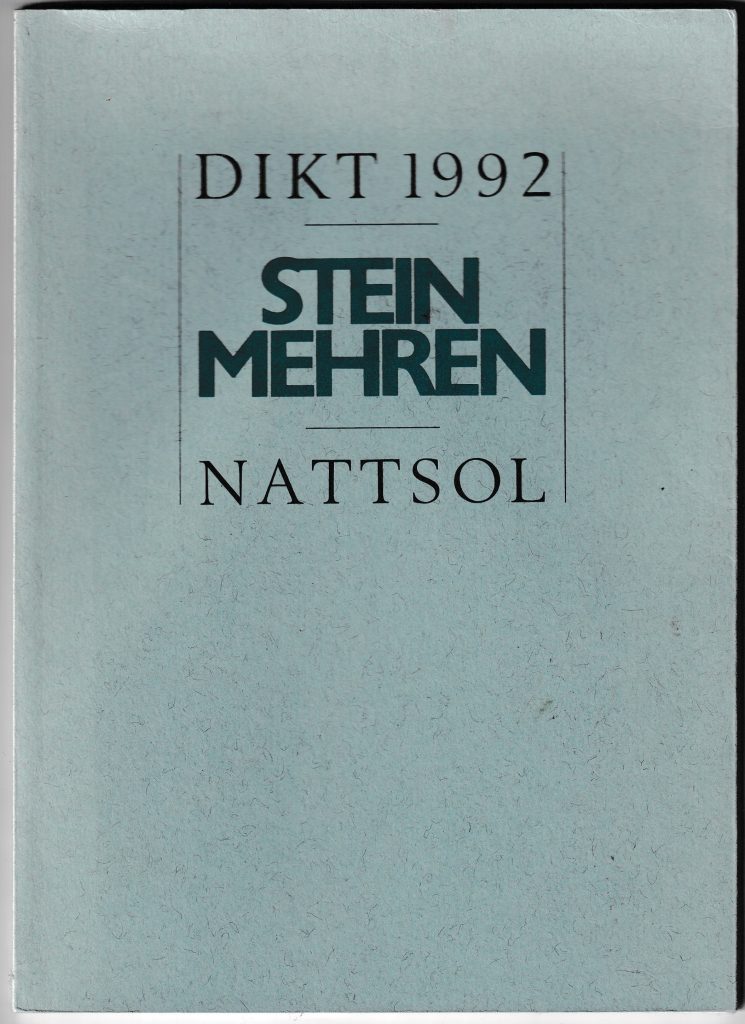 DIKT 1992
STEIN
MEHREN
NATTSOL